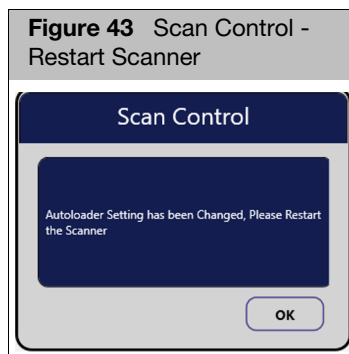 Figure 43 Scan Control -
Restart Scanner
Scan Control
Autoloader Setting has been Changed, Please Restart
the Scanner
OK